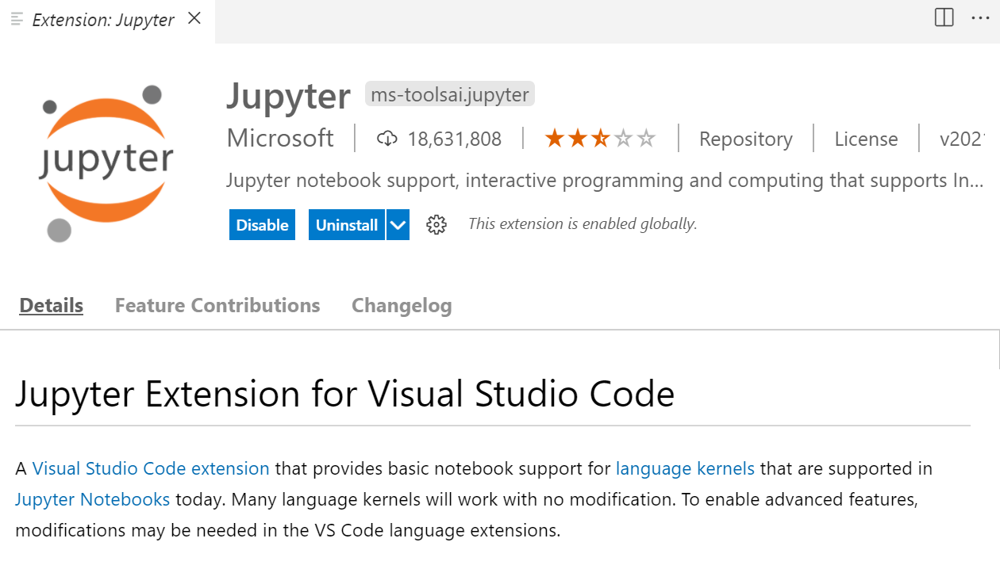 Extension: Jupyter
jupyter
Jupyter ms-toolsai.jupyter
Microsoft 18,631,808 Repository License v202
Jupyter notebook support, interactive programming and computing that supports In...
Disable Uninstall This extension is enabled globally.
Details Feature Contributions Changelog
Jupyter Extension for Visual Studio Code
A Visual Studio Code extension that provides basic notebook support for language kernels that are supported in
Jupyter Notebooks today. Many language kernels will work with no modification. To enable advanced features,
modifications may be needed in the VS Code language extensions.